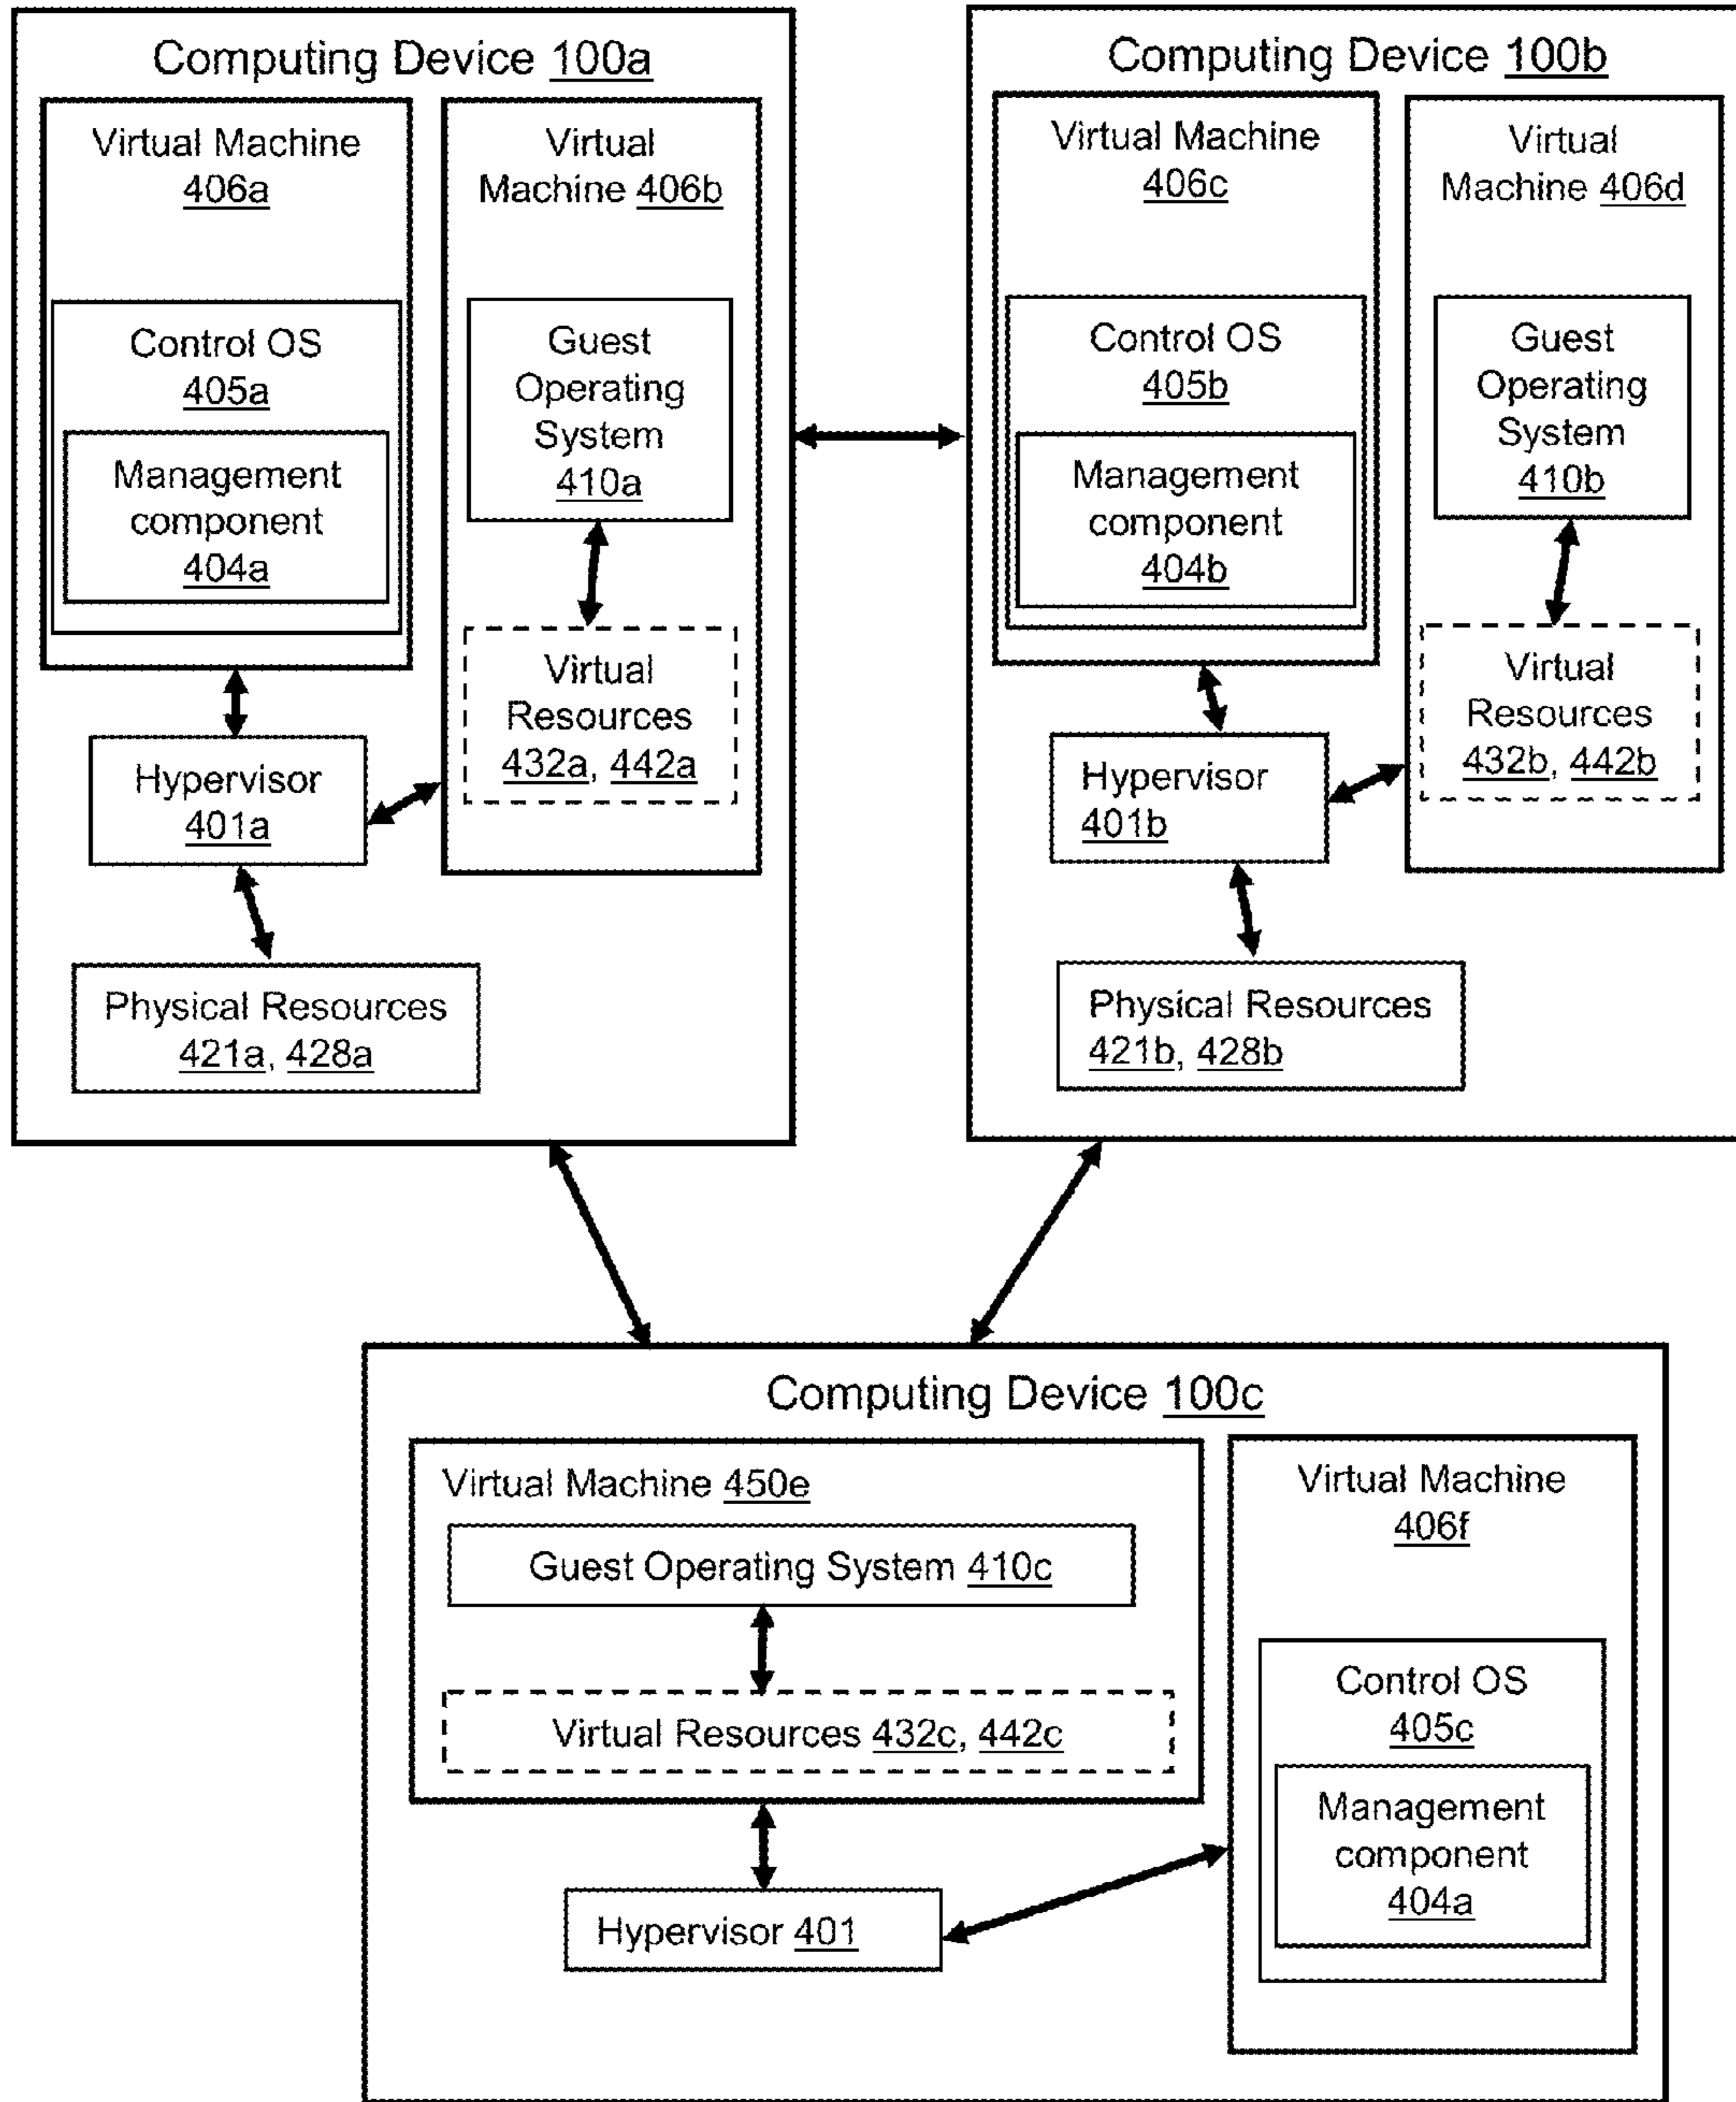 Computing Device 100a
Virtual Machine
406a
Control OS
405a
Management
component
404a
Virtual
Machine 406b
Guest
Operating
System
410a
Virtual
Resources
432a, 442a
Hypervisor
401a
Physical Resources
421a, 428a
Computing Device 100b
Virtual Machine
406c
Control OS
405b
Management
component
404b
Virtual
Machine 406d
Guest
Operating
System
410b
Virtual
Resources
432b, 442b
Hypervisor
401b
Physical Resources
421b, 428b
Computing Device 100c
Virtual Machine 450e
Guest Operating System 410c
Virtual Resources 432c, 442c
Hypervisor 401
Virtual Machine
406f
Control OS
405c
Management
component
404a